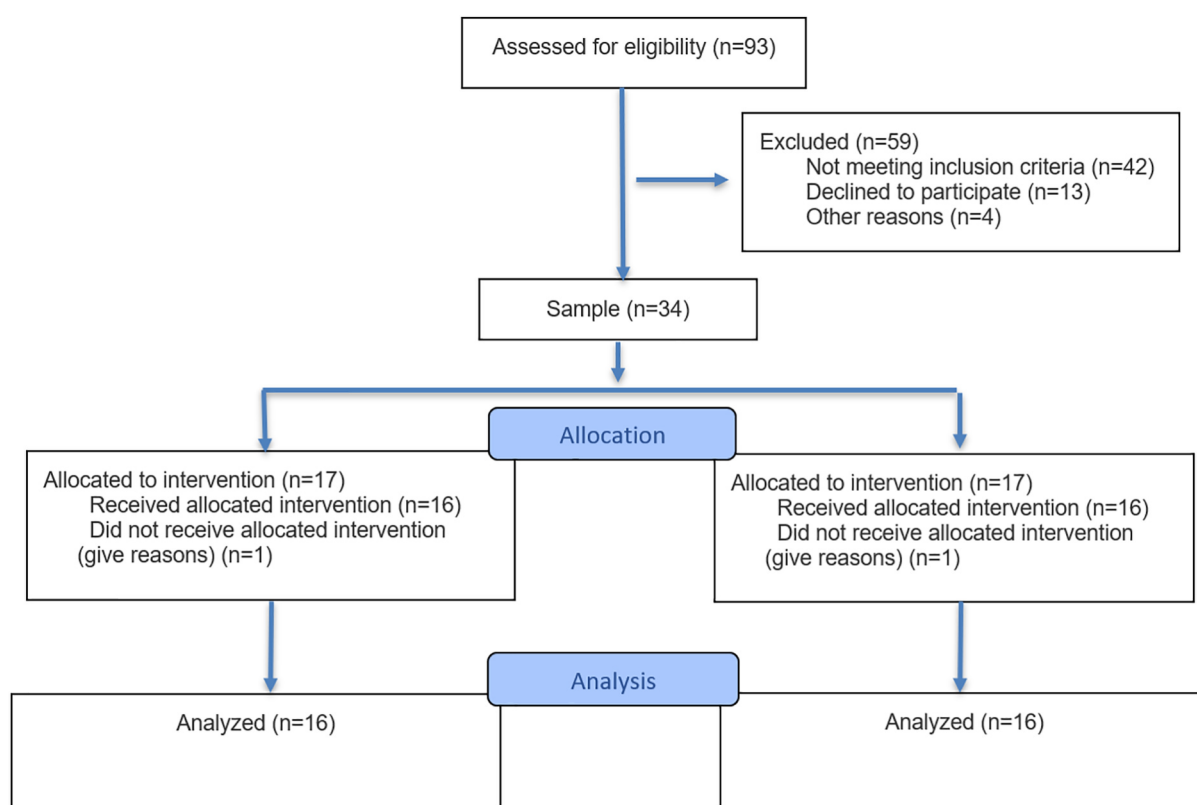 Assessed for eligibility (n=93)
Excluded (n=59)
Not meeting inclusion criteria (n=42)
Declined to participate (n=13)
Other reasons (n=4)
Sample (n=34)
Allocation
Allocated to intervention (n=17)
Received allocated intervention (n=16)
Did not receive allocated intervention
(give reasons) (n=1)
Allocated to intervention (n=17)
Received allocated intervention (n=16)
Did not receive allocated intervention
(give reasons) (n=1)
Analysis
Analyzed (n=16)
Analyzed (n=16)